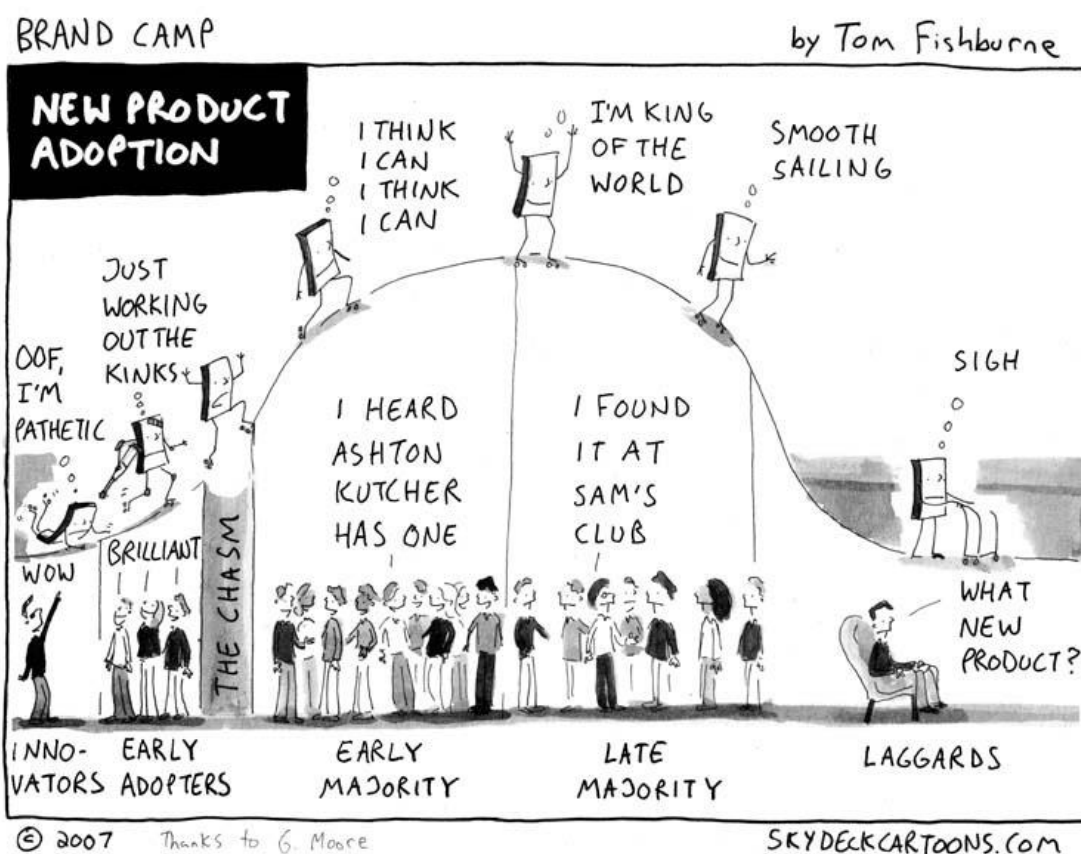 BRAND CAMP
by Tom Fishburne
NEW PRODUCT
ADOPTION
OOF,
I'M
PATHETIC
JUST
WORKING
OUT THE
KINKS
I THINK
I CAN
I THINK
I CAN
I'M KING
OF THE
WORLD
SMOOTH
SAILING
SIGH
WOW
BRILLIANT
THE CHASM
I HEARD
ASHTON
KUTCHER
HAS ONE
I FOUND
IT AT
SAM'S
CLUB
WHAT
NEW
PRODUCT?
INNO-
VATORS
EARLY
ADOPTERS
EARLY
MAJORITY
LATE
MAJORITY
LAGGARDS
© 2007
Thanks to G. Moore
SKYDECKCARTOONS.COM